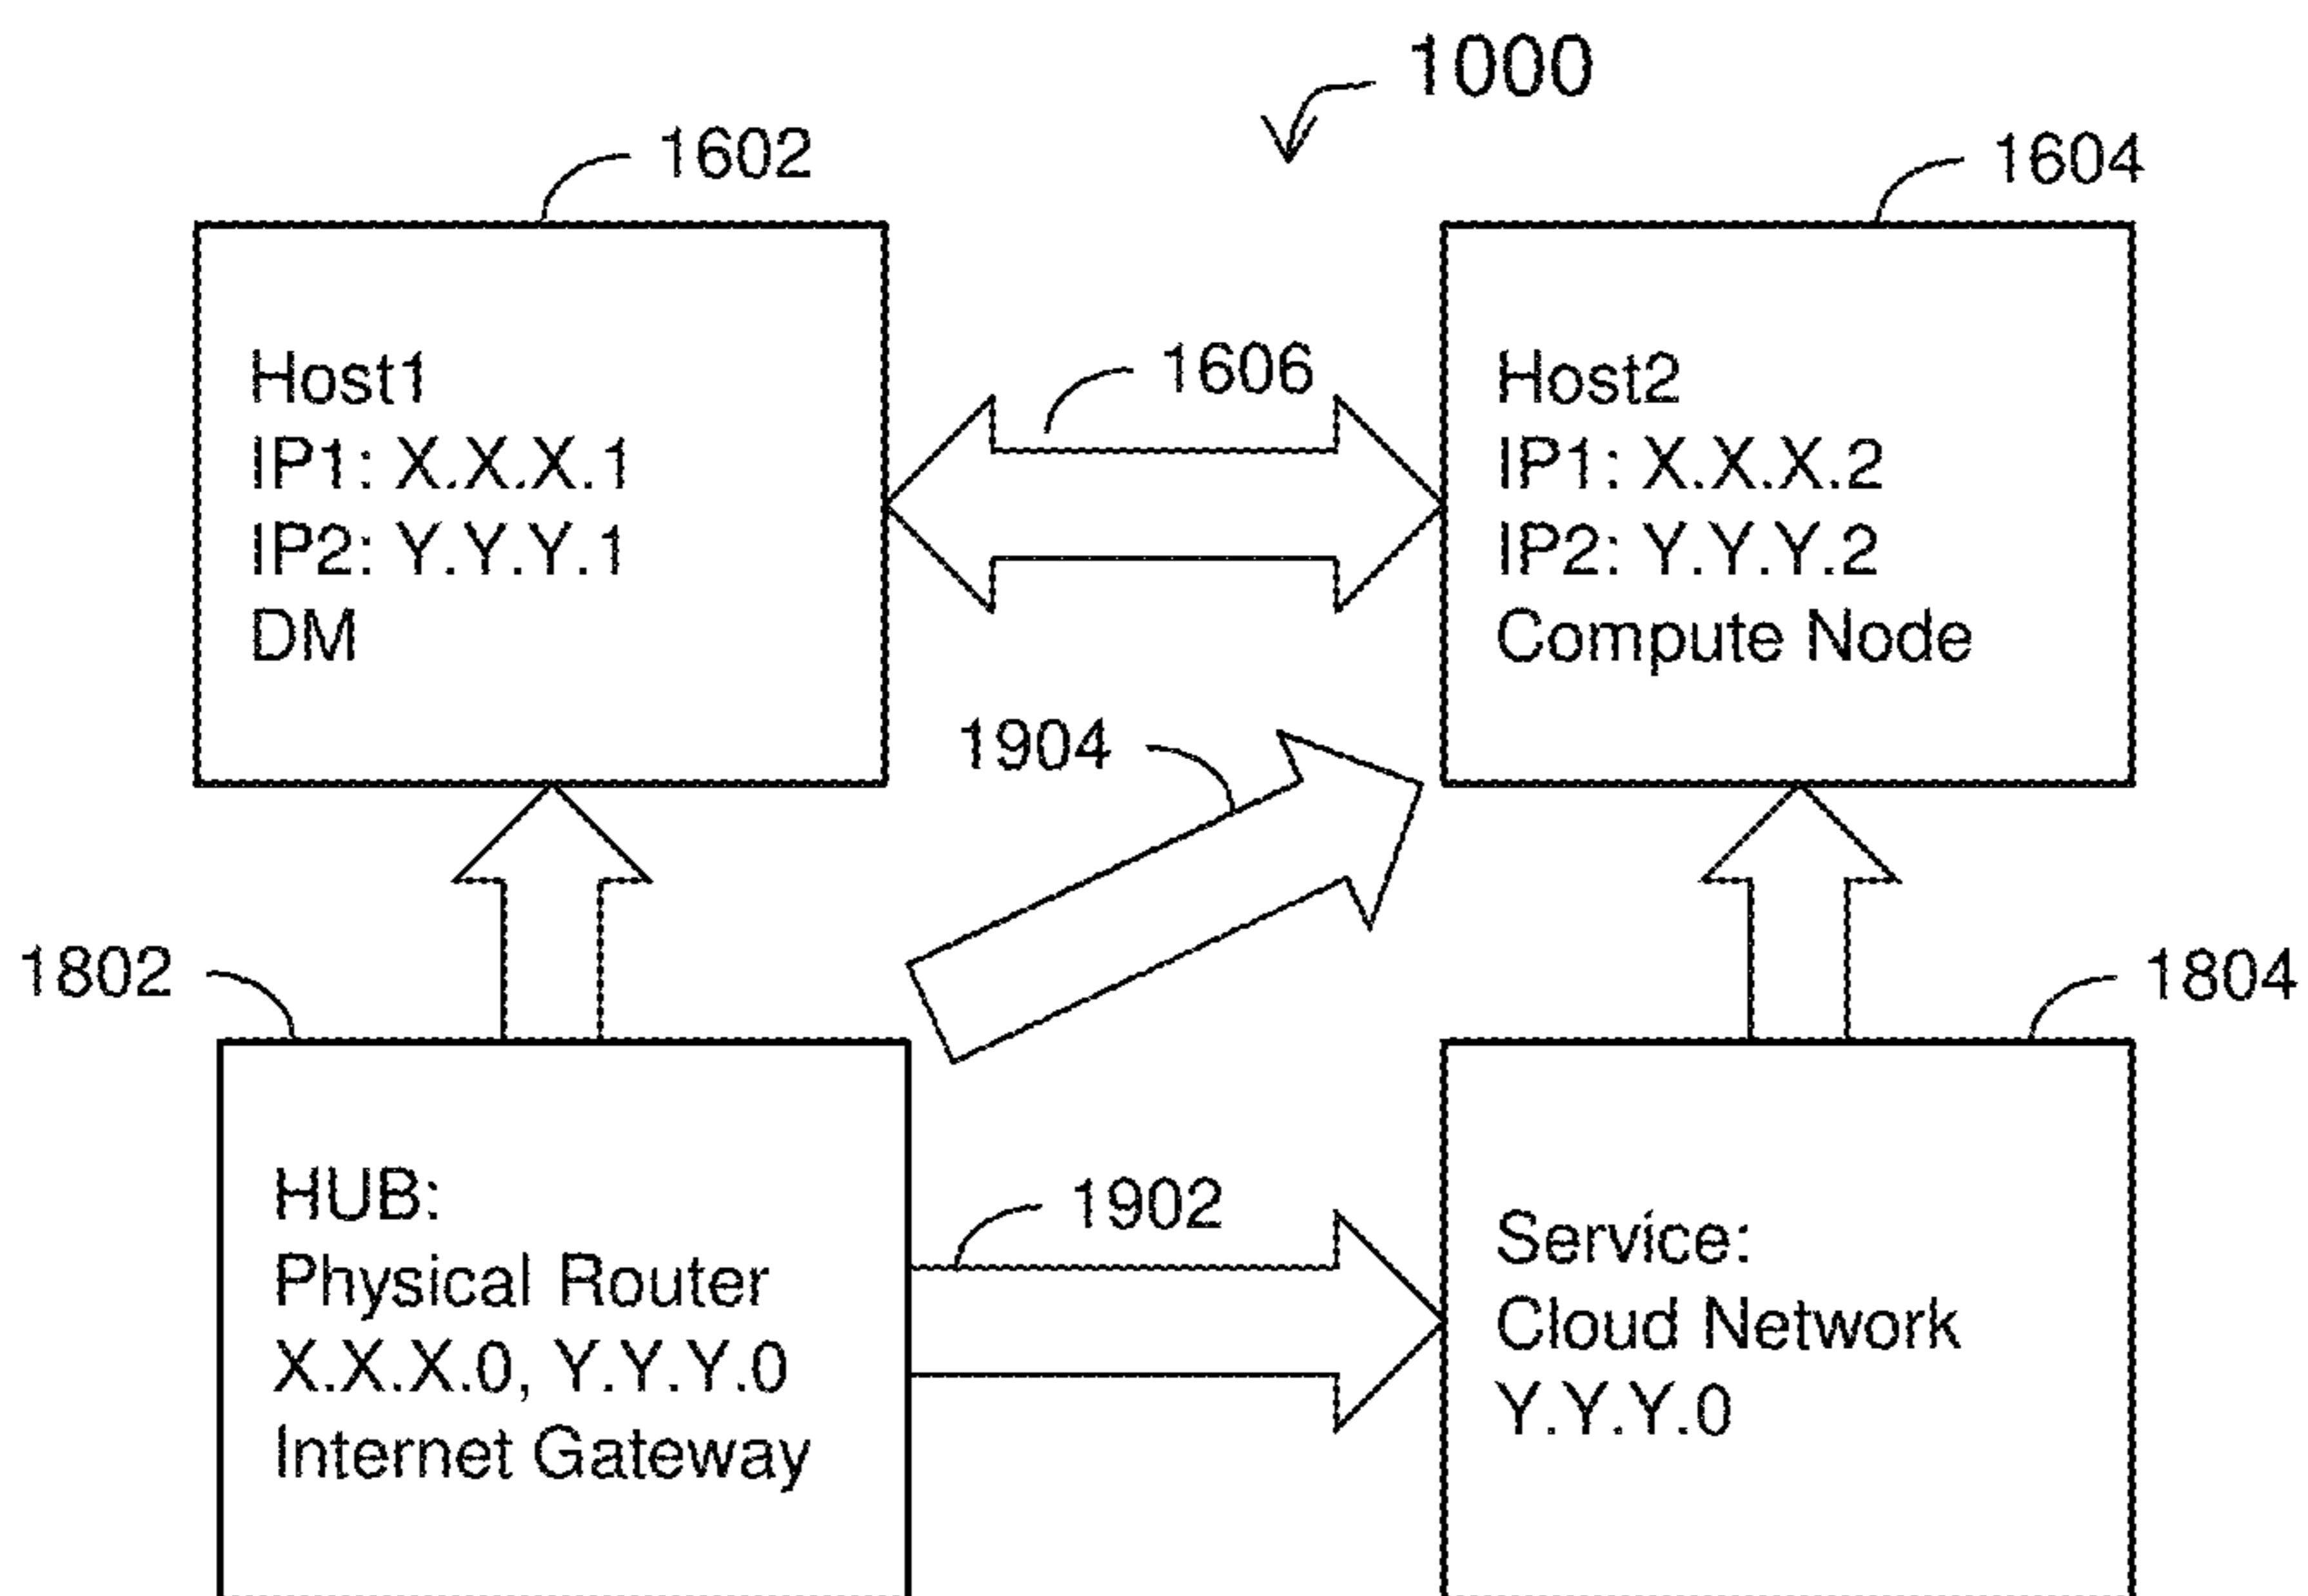 1000
1602
1604
Host1
IP1: X.X.X.1
IP2: Y.Y.Y.1
DM
1606
Host2
IP1: X.X.X.2
IP2: Y.Y.Y.2
Compute Node
1904
1802
1804
HUB:
Physical Router
X.X.X.0, Y.Y.Y.0
Internet Gateway
1902
Service:
Cloud Network
Y.Y.Y.0